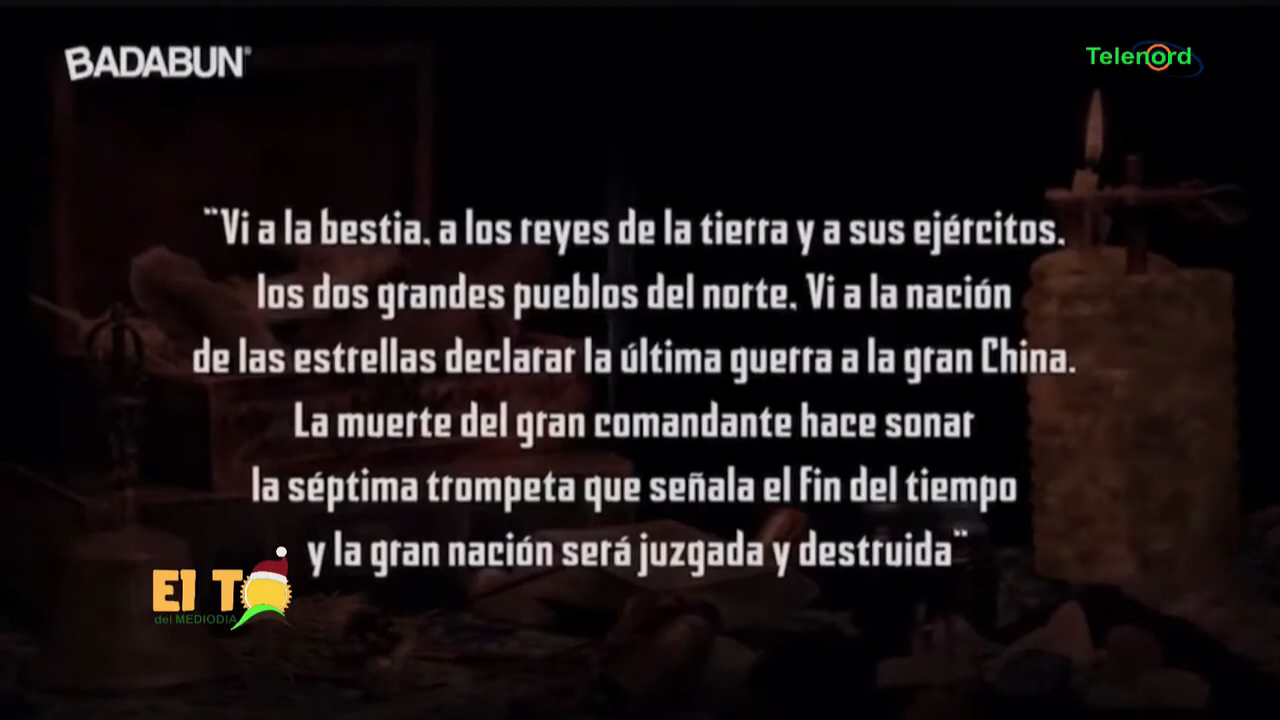 BADABUN®
Telenord
¨Vi a la bestia, a los reyes de la tierra y a sus ejércitos,
los dos grandes pueblos del norte, Vi a la nación
de las estrellas declarar la última guerra a la gran China.
La muerte del gran comandante hace sonar
la séptima trompeta que señala el fin del tiempo
y la gran nación será juzgada y destruida¨
El TO
del MEDIODIA